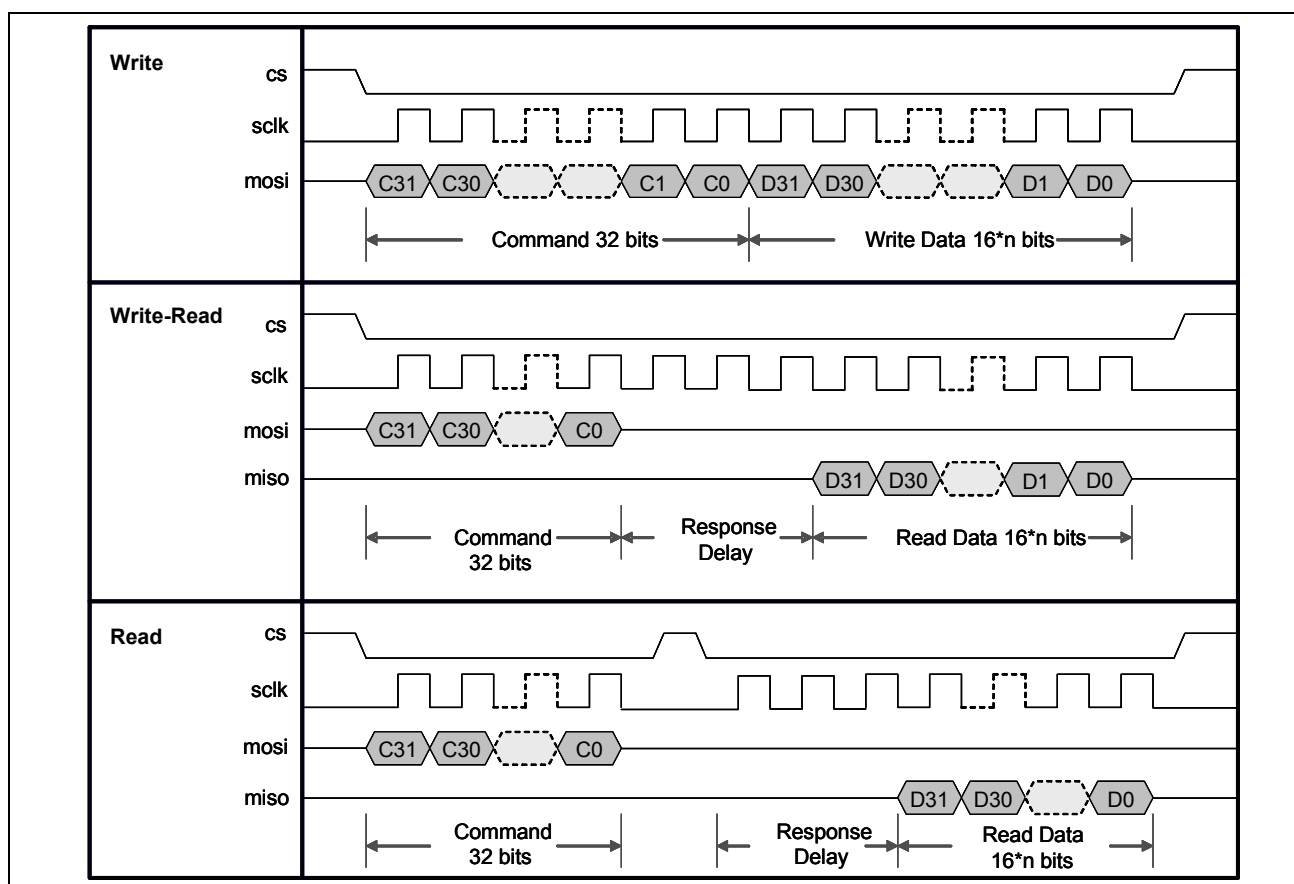 Write
cs
sclk
mosi
C31 C30 C1 C0 D31 D30 D1 D0
Command 32 bits
Write Data 16*n bits
Write-Read
cs
sclk
mosi
C31 C30 C0
miso
D31 D30 D1 D0
Command
32 bits
Response
Delay
Read Data 16*n bits
Read
cs
sclk
mosi
C31 C30 C0
miso
D31 D30 D0
Command
32 bits
Response
Delay
Read Data
16*n bits